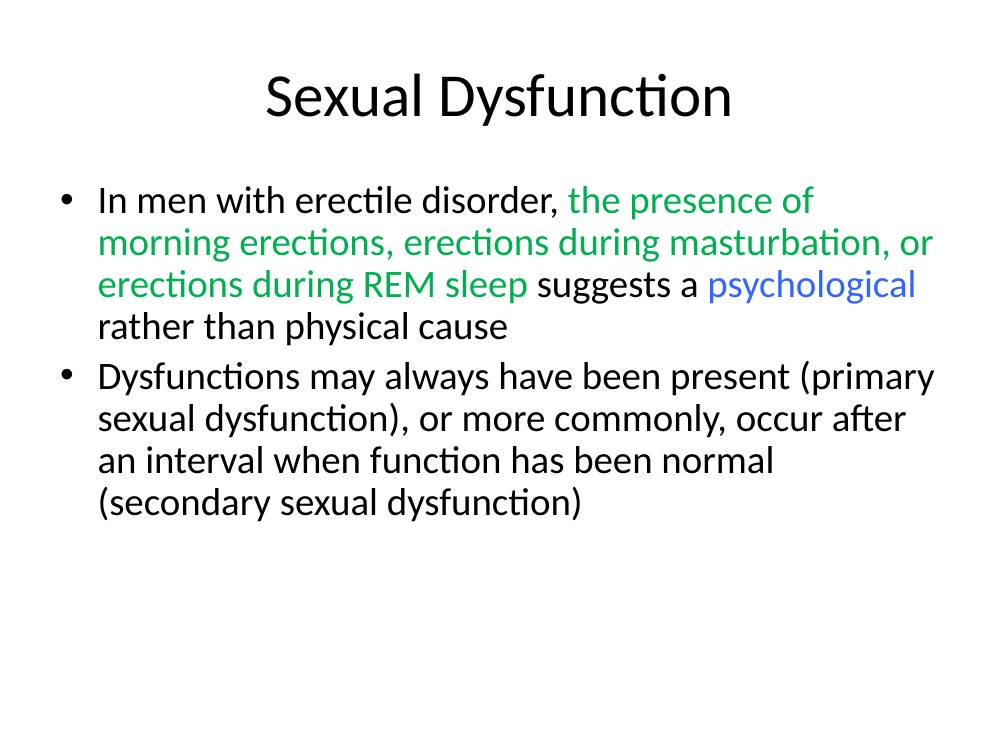 Sexual Dysfunction
• In men with erectile disorder, the presence of
morning erections, erections during masturbation, or
erections during REM sleep suggests a psychological
rather than physical cause
• Dysfunctions may always have been present (primary
sexual dysfunction), or more commonly, occur after
an interval when function has been normal
(secondary sexual dysfunction)